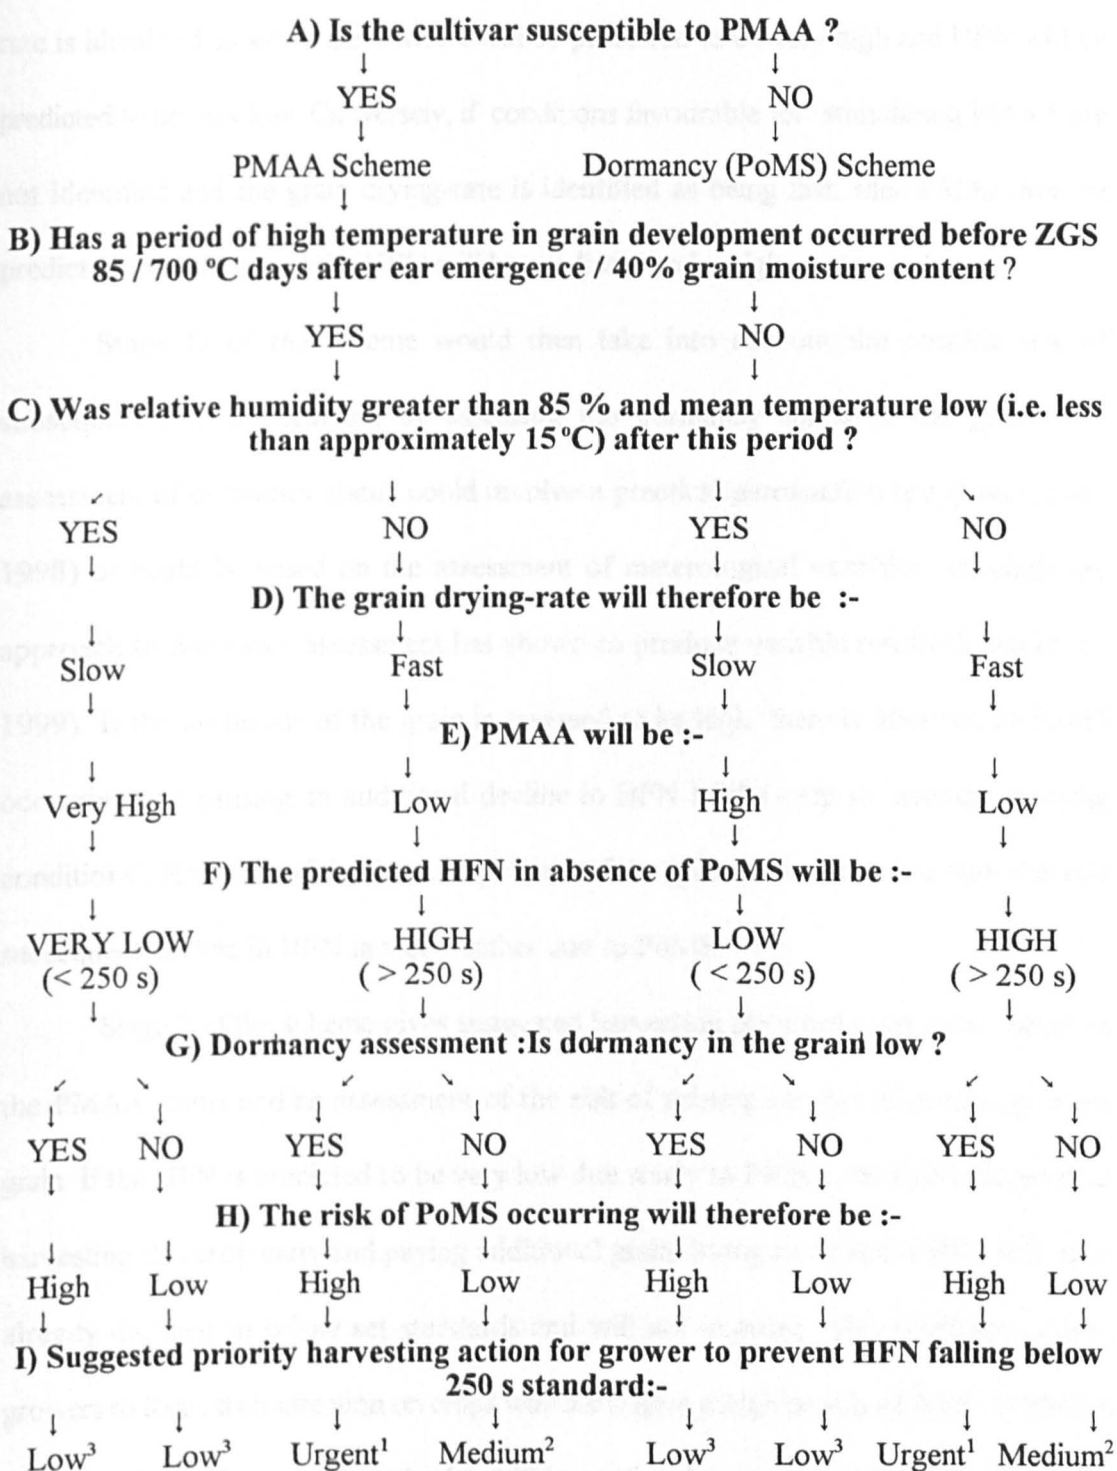 A) Is the cultivar susceptible to PMAA ?
↓ ↓
YES NO
↓ ↓
PMAA Scheme Dormancy (PoMS) Scheme
↓
B) Has a period of high temperature in grain development occurred before ZGS
85 / 700 ºC days after ear emergence / 40% grain moisture content ?
↓ ↓
YES NO
↓ ↓
C) Was relative humidity greater than 85 % and mean temperature low (i.e. less
than approximately 15 ºC) after this period ?
↙ ↓ ↓ ↘
YES NO YES NO
↓ ↓ ↓ ↓
D) The grain drying-rate will therefore be :-
↓ ↓ ↓ ↓
Slow Fast Slow Fast
↓ ↓ ↓ ↓
E) PMAA will be :-
↓ ↓ ↓ ↓
Very High Low High Low
↓ ↓ ↓ ↓
F) The predicted HFN in absence of PoMS will be :-
↓ ↓ ↓ ↓
VERY LOW HIGH LOW HIGH
(< 250 s) ( > 250 s) (< 250 s) ( > 250 s)
↓ ↓ ↓ ↓
G) Dormancy assessment :Is dormancy in the grain low ?
↙ ↘ ↙ ↘ ↙ ↘ ↙ ↘
↓ ↓ ↓ ↓ ↓ ↓ ↓ ↓
YES NO YES NO YES NO YES NO
↓ ↓ ↓ ↓ ↓ ↓ ↓ ↓
H) The risk of PoMS occurring will therefore be :-
↓ ↓ ↓ ↓ ↓ ↓ ↓ ↓
High Low High Low High Low High Low
↓ ↓ ↓ ↓ ↓ ↓ ↓ ↓
I) Suggested priority harvesting action for grower to prevent HFN falling below
250 s standard:-
↓ ↓ ↓ ↓ ↓ ↓ ↓ ↓
Low³ Low³ Urgent¹ Medium² Low³ Low³ Urgent¹ Medium²